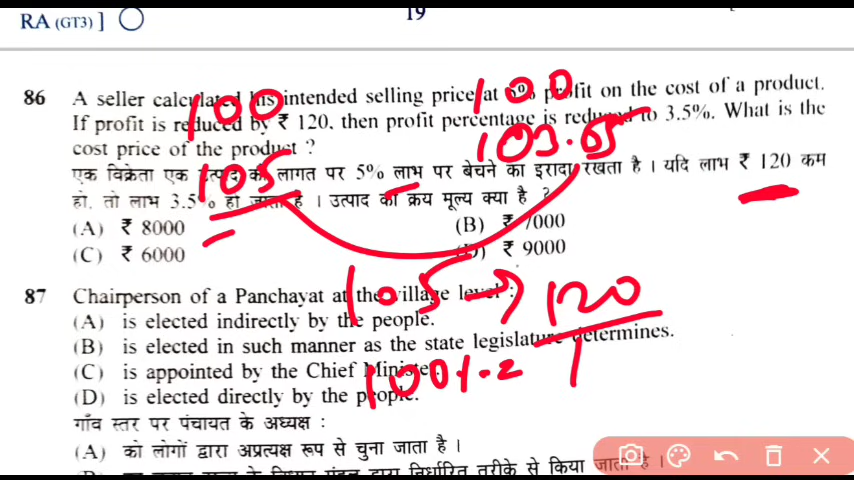 RA (GT3) ]
19
86 A seller calculated his intended selling price at 5% profit on the cost of a product.
If profit is reduced by ₹ 120, then profit percentage is reduced to 3.5%. What is the
cost price of the product ?
एक विक्रेता एक उत्पाद की लागत पर 5% लाभ पर बेचने का इरादा रखता है । यदि लाभ ₹ 120 कम
हो, तो लाभ 3.5% हो जाता है । उत्पाद का क्रय मूल्य क्या है ?
(A) ₹ 8000 (B) ₹ 7000
(C) ₹ 6000 (D) ₹ 9000
100 100
105 103.55
105 → 120
100%.2 1
87 Chairperson of a Panchayat at the village level :
(A) is elected indirectly by the people.
(B) is elected in such manner as the state legislature determines.
(C) is appointed by the Chief Minister.
(D) is elected directly by the people.
गाँव स्तर पर पंचायत के अध्यक्ष :
(A) को लोगों द्वारा अप्रत्यक्ष रूप से चुना जाता है ।
निर्धारित तरीके से किया जाता है ।